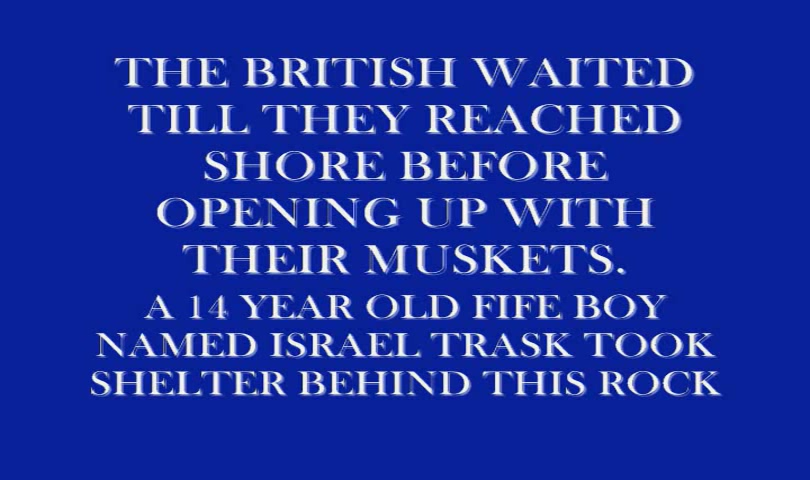 THE BRITISH WAITED
TILL THEY REACHED
SHORE BEFORE
OPENING UP WITH
THEIR MUSKETS.
A 14 YEAR OLD FIFE BOY
NAMED ISRAEL TRASK TOOK
SHELTER BEHIND THIS ROCK